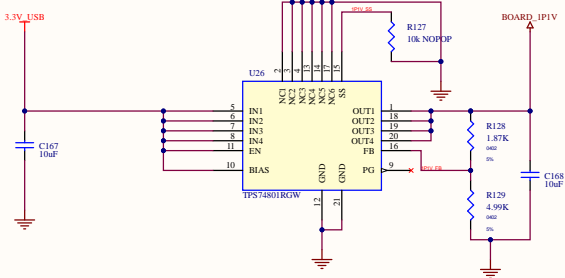 3.3V_USB
1P1V_SS
BOARD_1P1V
R127
10k NOPOP
U26
2
3
4
13
14
17
15
NC1
NC2
NC3
NC4
NC5
NC6
SS
5 IN1
6 IN2
7 IN3
8 IN4
11 EN
10 BIAS
OUT1 1
OUT2 18
OUT3 19
OUT4 20
FB 16
PG 9
1P1V_FB
GND
GND
12
21
TPS74801RGW
C167
10uF
R128
1.87K
0402
5%
R129
4.99K
0402
5%
C168
10uF